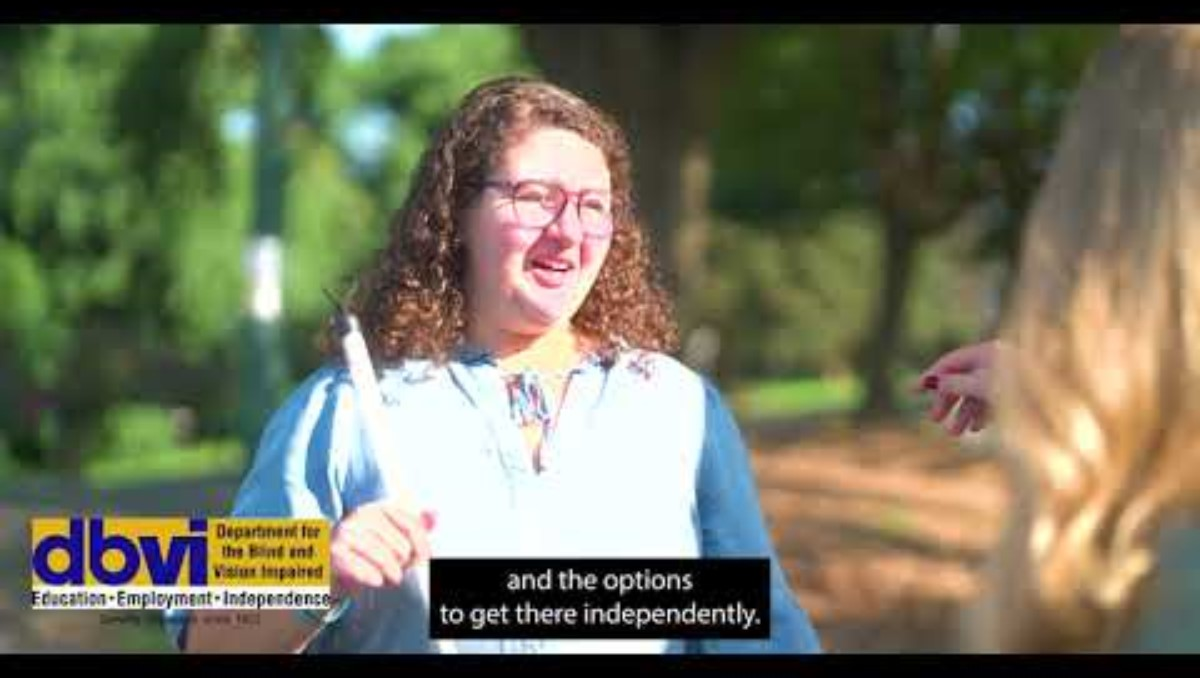 dbvi
Department for
the Blind and
Vision Impaired
Education • Employment • Independence
and the options
to get there independently.